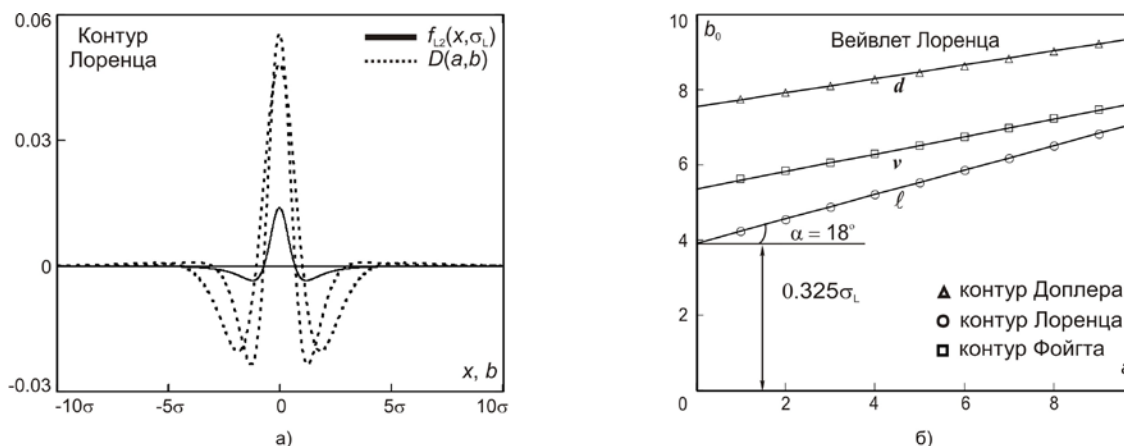 0.06
Контур
Лоренца
f_L2(x,σ_L)
D(a,b)
0.03
0
-0.03
x, b
-10σ
-5σ
0
5σ
10σ
а)
10
b_0
Вейвлет Лоренца
8
d
6
v
ℓ
4
α = 18°
0.325σ_L
2
контур Доплера
контур Лоренца
контур Фойгта
0
2
4
6
8
б)